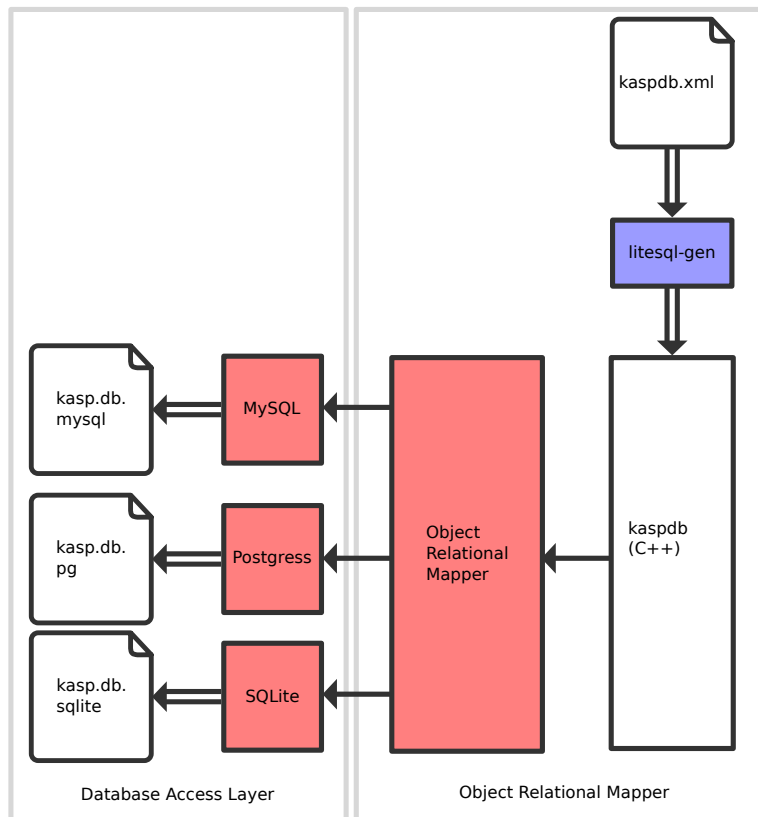 kaspdb.xml
litesql-gen
kasp.db.
mysql
MySQL
kasp.db.
pg
Postgress
Object
Relational
Mapper
kaspdb
(C++)
kasp.db.
sqlite
SQLite
Database Access Layer
Object Relational Mapper